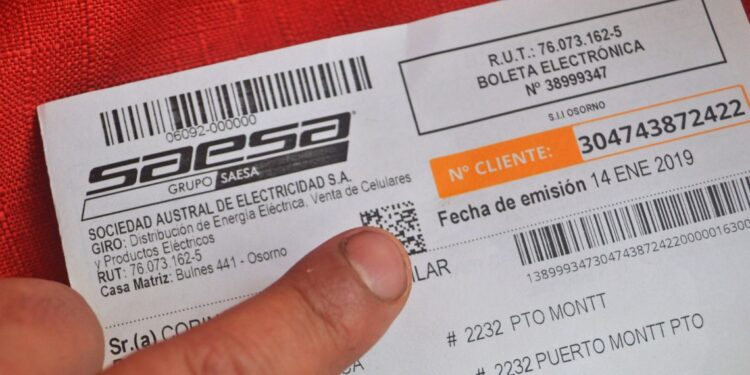 06092-000000
saesa
GRUPO SAESA
SOCIEDAD AUSTRAL DE ELECTRICIDAD S.A.
GIRO: Distribución de Energía Eléctrica, Venta de Celulares
y Productos Eléctricos
RUT: 76.073.162-5
Casa Matriz: Bulnes 441 - Osorno
R.U.T.: 76.073.162-5
BOLETA ELECTRÓNICA
Nº 38999347
S.I.I OSORNO
Nº CLIENTE: 304743872422
Fecha de emisión 14 ENE 2019
Sr.(a)
# 2232 PTO MONTT
# 2232 PUERTO MONTT PTO